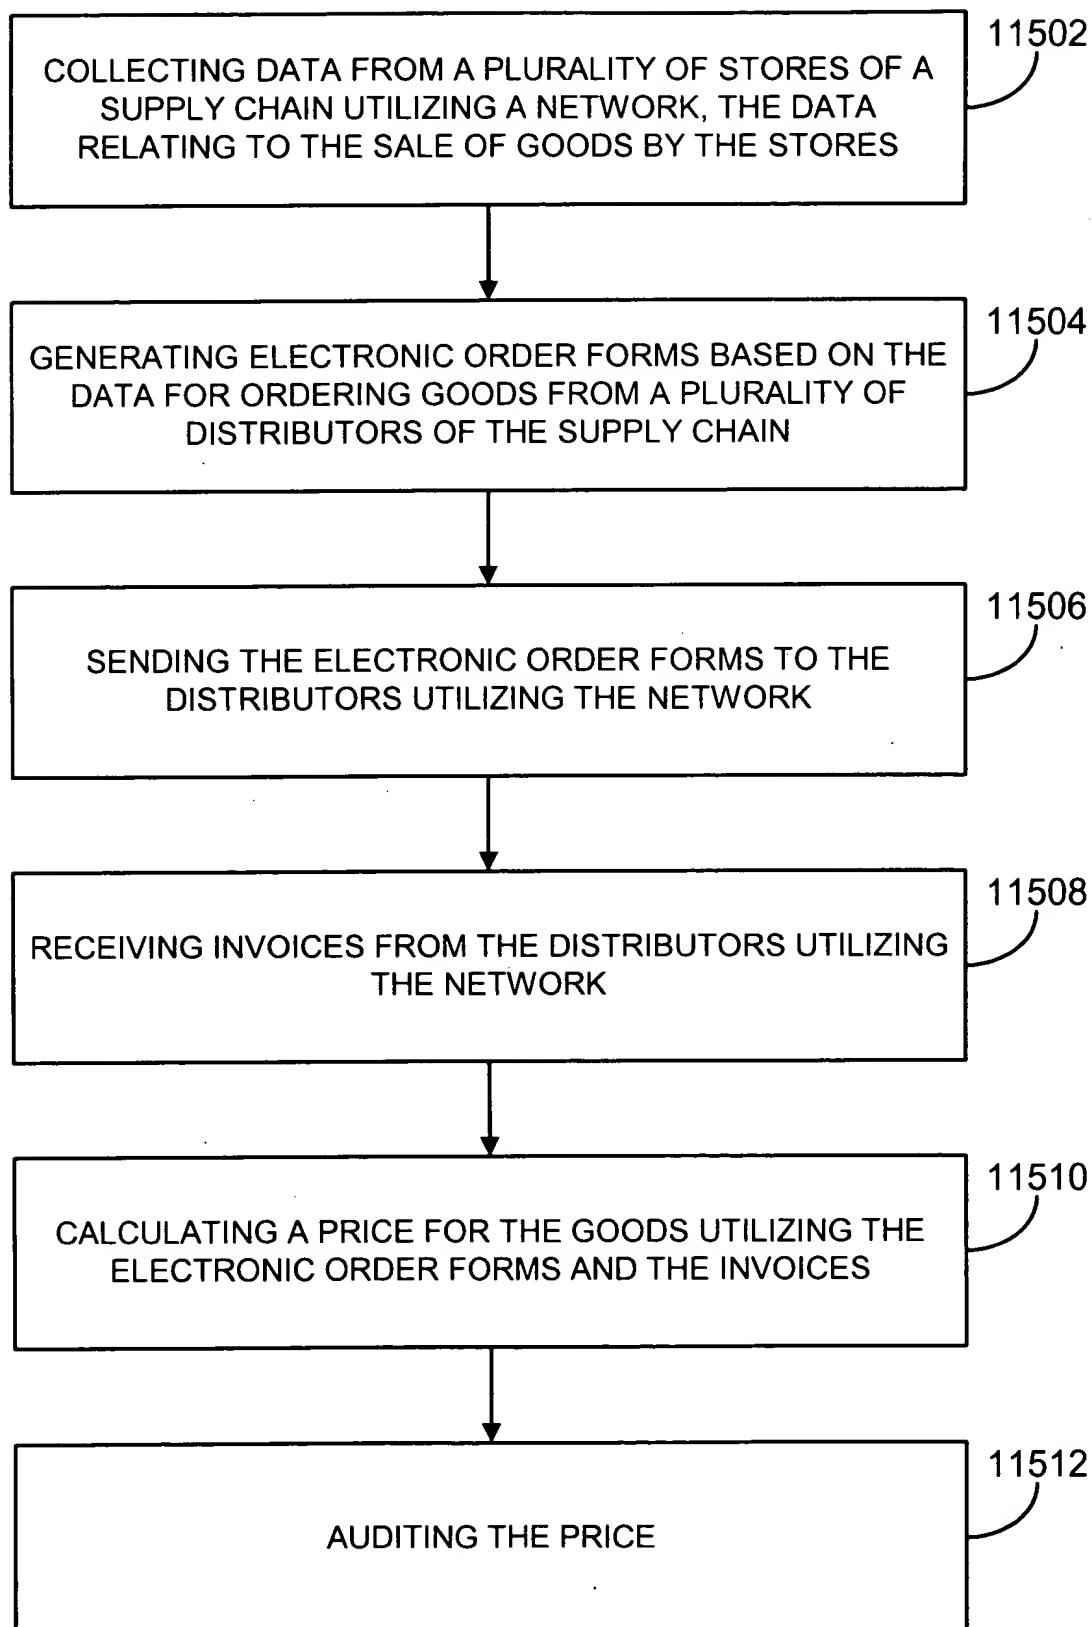 11502
COLLECTING DATA FROM A PLURALITY OF STORES OF A
SUPPLY CHAIN UTILIZING A NETWORK, THE DATA
RELATING TO THE SALE OF GOODS BY THE STORES
11504
GENERATING ELECTRONIC ORDER FORMS BASED ON THE
DATA FOR ORDERING GOODS FROM A PLURALITY OF
DISTRIBUTORS OF THE SUPPLY CHAIN
11506
SENDING THE ELECTRONIC ORDER FORMS TO THE
DISTRIBUTORS UTILIZING THE NETWORK
11508
RECEIVING INVOICES FROM THE DISTRIBUTORS UTILIZING
THE NETWORK
11510
CALCULATING A PRICE FOR THE GOODS UTILIZING THE
ELECTRONIC ORDER FORMS AND THE INVOICES
11512
AUDITING THE PRICE